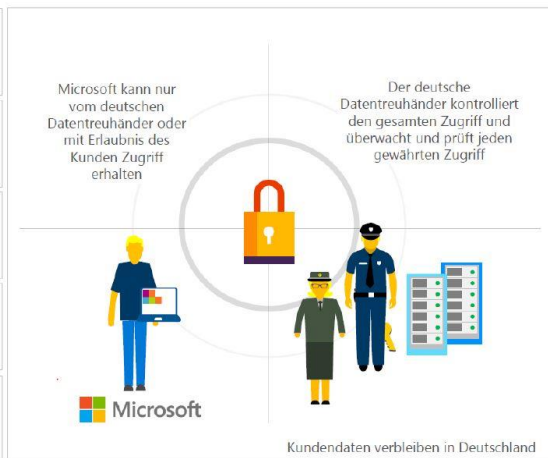 Microsoft kann nur
vom deutschen
Datentreuhänder oder
mit Erlaubnis des
Kunden Zugriff
erhalten
Der deutsche
Datentreuhänder kontrolliert
den gesamten Zugriff und
überwacht und prüft jeden
gewährten Zugriff
Microsoft
Kundendaten verbleiben in Deutschland